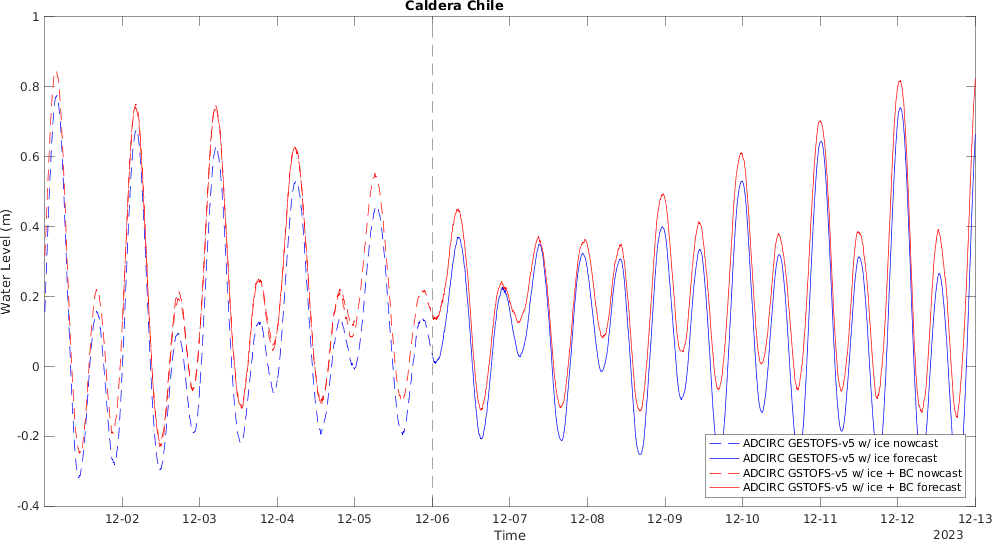 Caldera Chile
Water Level (m)
1
0.8
0.6
0.4
0.2
0
-0.2
-0.4
ADCIRC GESTOFS-v5 w/ ice nowcast
ADCIRC GESTOFS-v5 w/ ice forecast
ADCIRC GSTOFS-v5 w/ ice + BC nowcast
ADCIRC GSTOFS-v5 w/ ice + BC forecast
12-02 12-03 12-04 12-05 12-06 12-07 12-08 12-09 12-10 12-11 12-12 12-13
Time
2023